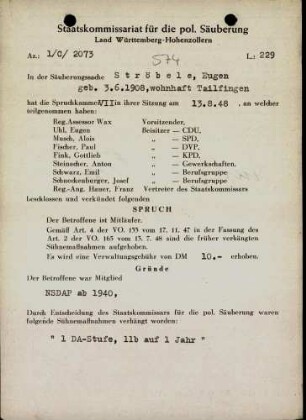 Staatskommissariat für die pol. Säuberung
Land Württemberg-Hohenzollern
Az.: 1/C/ 2073
574
L.: 229
In der Säuberungssache Ströbele, Eugen
geb. 3.6.1908, wohnhaft Tailfingen
hat die Spruchkammer VII in ihrer Sitzung am 13.8.48, an welcher
teilgenommen haben:
Reg.Assessor Wax Vorsitzender,
Uhl, Eugen Beisitzer — CDU,
Musch, Alois „ — SPD,
Fischer, Paul „ — DVP,
Fink, Gottlieb „ — KPD,
Steinacher, Anton „ — Gewerkschaften,
Schwarz, Emil „ — Berufsgruppe
Schneckenburger, Josef „ — Berufsgruppe
Reg.-Ang. Hauer, Franz Vertreter des Staatskommissars
beschlossen und verkündet folgenden
SPRUCH
Der Betroffene ist Mitläufer.
Gemäß Art. 4 der VO. 133 vom 17. 11. 47 in der Fassung des
Art. 2 der VO. 165 vom 13. 7. 48 sind die früher verhängten
Sühnemaßnahmen aufgehoben.
Es wird eine Verwaltungsgebühr von DM 10.- erhoben.
Gründe
Der Betroffene war Mitglied
NSDAP ab 1940,
Durch Entscheidung des Staatskommissars für die pol. Säuberung waren
folgende Sühnemaßnahmen verhängt worden:
" 1 DA-Stufe, 11b auf 1 Jahr "